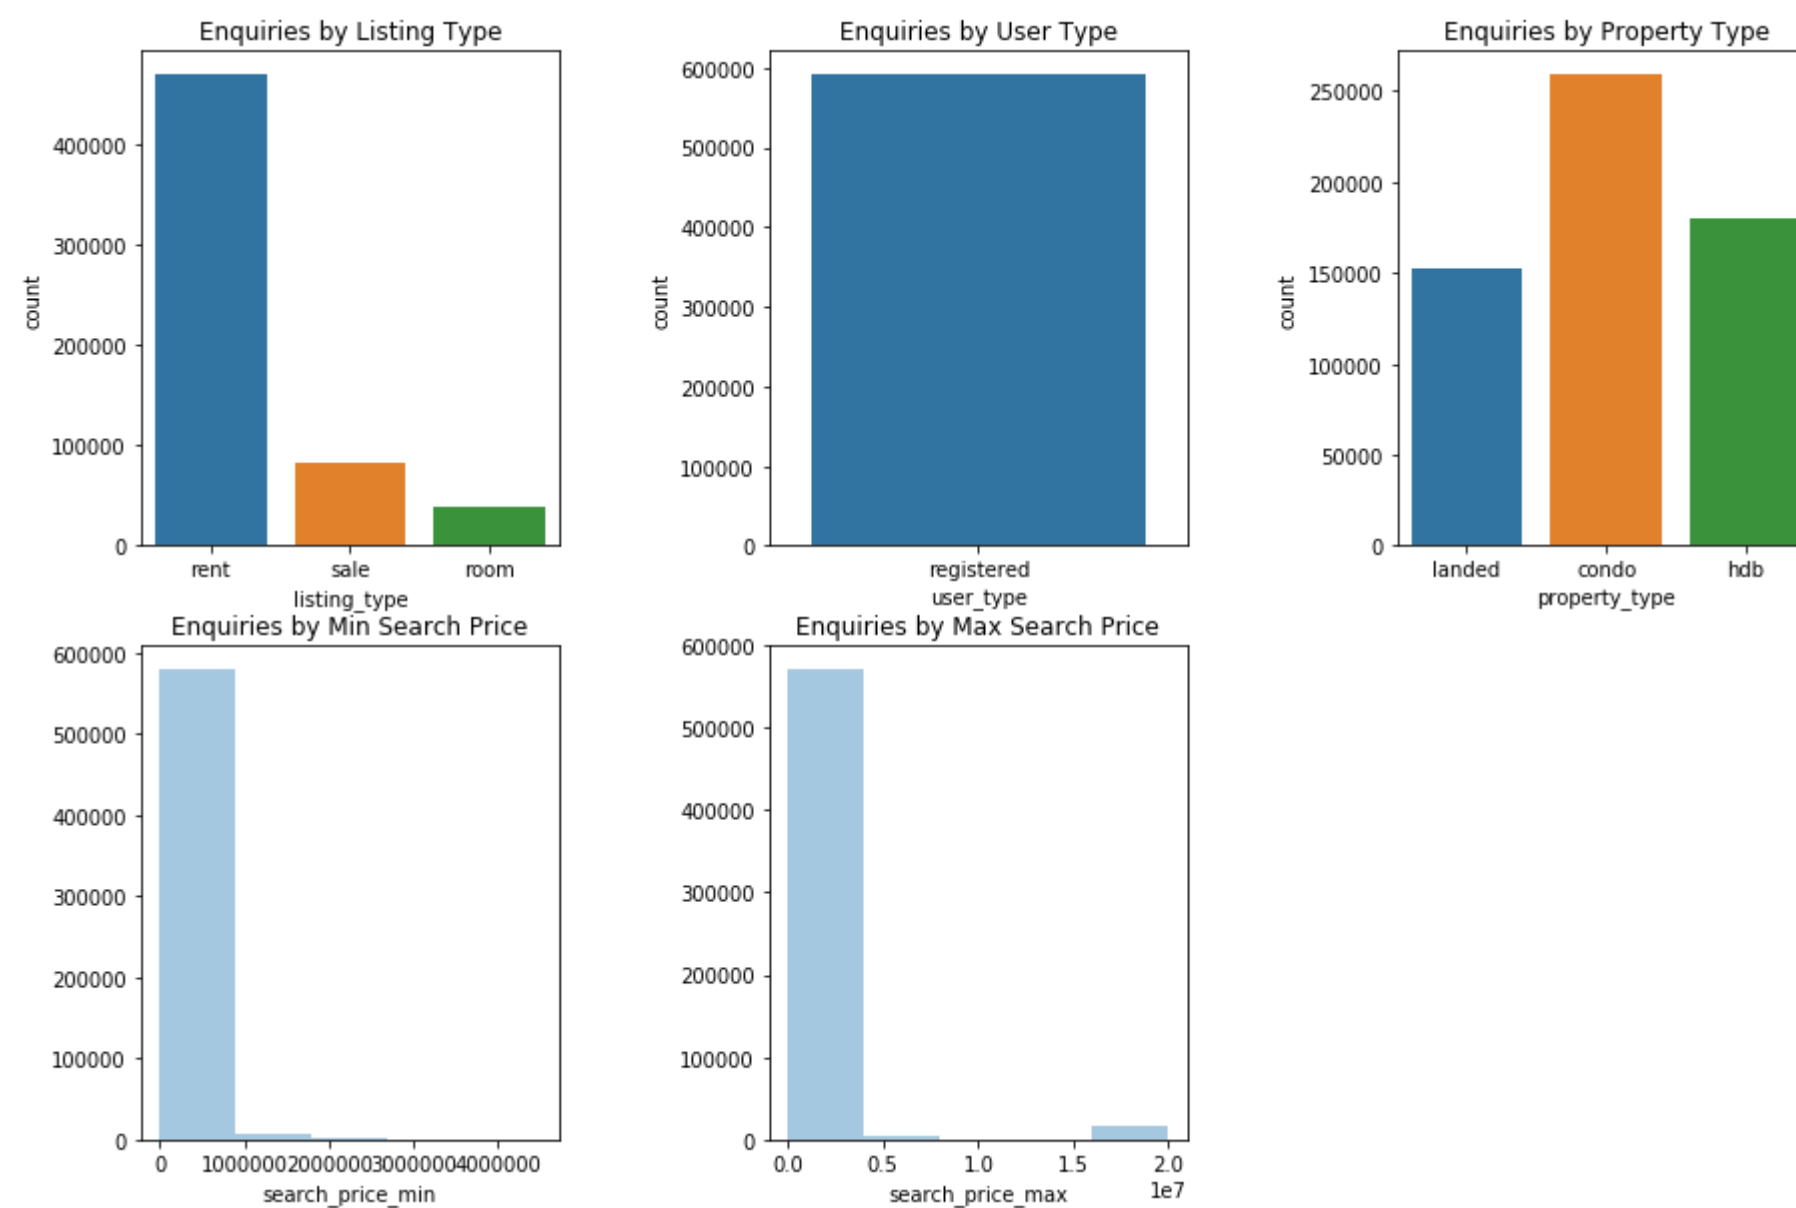 Enquiries by Listing Type
count
400000
300000
200000
100000
0
rent sale room
listing_type
Enquiries by User Type
count
600000
500000
400000
300000
200000
100000
0
registered
user_type
Enquiries by Property Type
count
250000
200000
150000
100000
50000
0
landed condo hdb
property_type
Enquiries by Min Search Price
600000
500000
400000
300000
200000
100000
0
0 1000000 2000000 3000000 4000000
search_price_min
Enquiries by Max Search Price
600000
500000
400000
300000
200000
100000
0
0.0 0.5 1.0 1.5 2.0
1e7
search_price_max